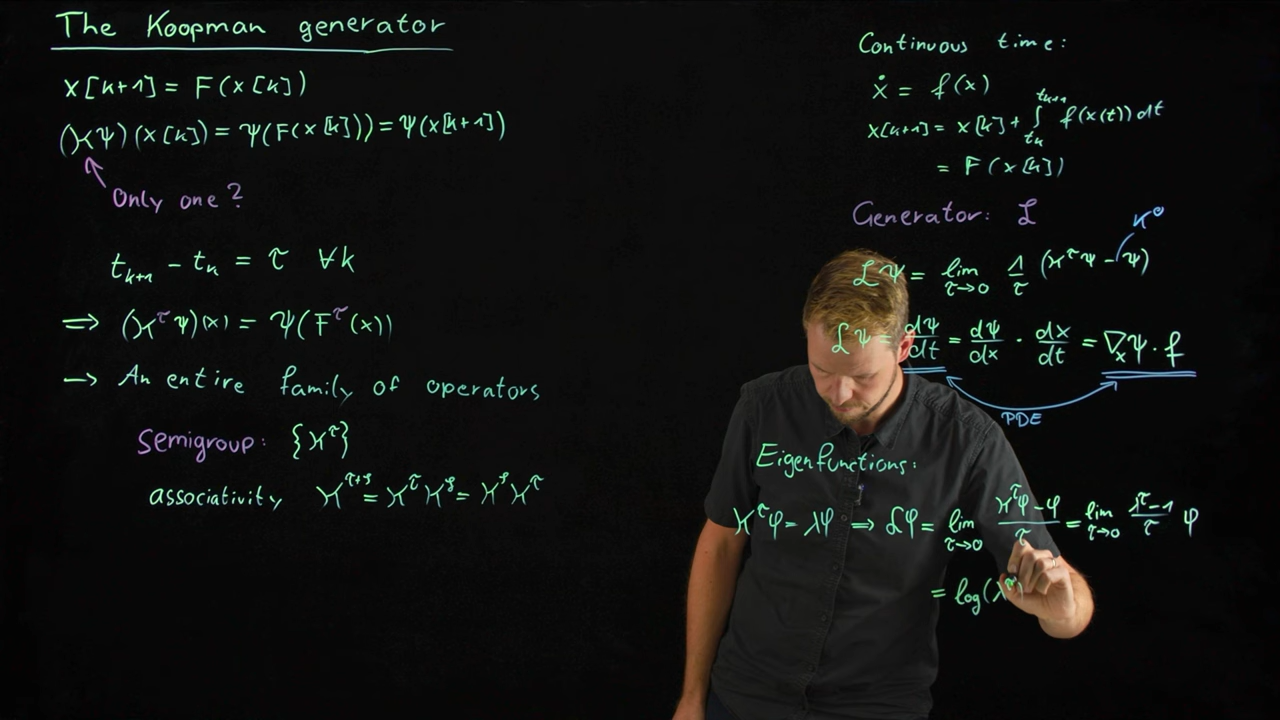 The Koopman generator
x[k+1] = F(x[k])
(𝒦ψ)(x[k]) = ψ(F(x[k])) = ψ(x[k+1])
Only one?
t_{k+1} - t_k = τ ∀k
⇒ (𝒦^τ ψ)(x) = ψ(F^τ(x))
→ An entire family of operators
Semigroup: {𝒦^τ}
associativity 𝒦^{τ+s} = 𝒦^τ 𝒦^s = 𝒦^s 𝒦^τ
Continuous time:
ẋ = f(x)
x[k+1] = x[k] + ∫_{t_k}^{t_{k+1}} f(x(t)) dt
= F(x[k])
Generator: ℒ
𝒦^0
ℒψ = lim_{τ→0} 1/τ (𝒦^τ ψ - ψ)
ℒψ = dψ/dt = dψ/dx · dx/dt = ∇_x ψ · f
PDE
Eigenfunctions:
𝒦^τ φ = λφ ⇒ ℒφ = lim_{τ→0} (𝒦^τ φ - φ)/τ = lim_{τ→0} (λ^τ - 1)/τ φ
= log(λ